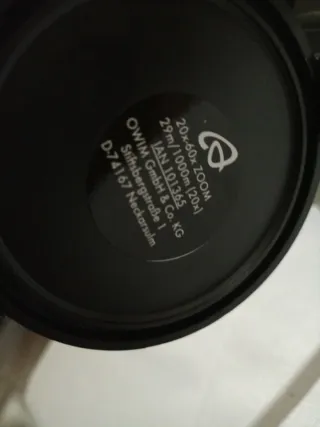 20x-60x ZOOM
29m/1000m (20x)
IAN 101365
OWIM GmbH & Co. KG
Stiftsbergstraße 1
D-74167 Neckarsulm